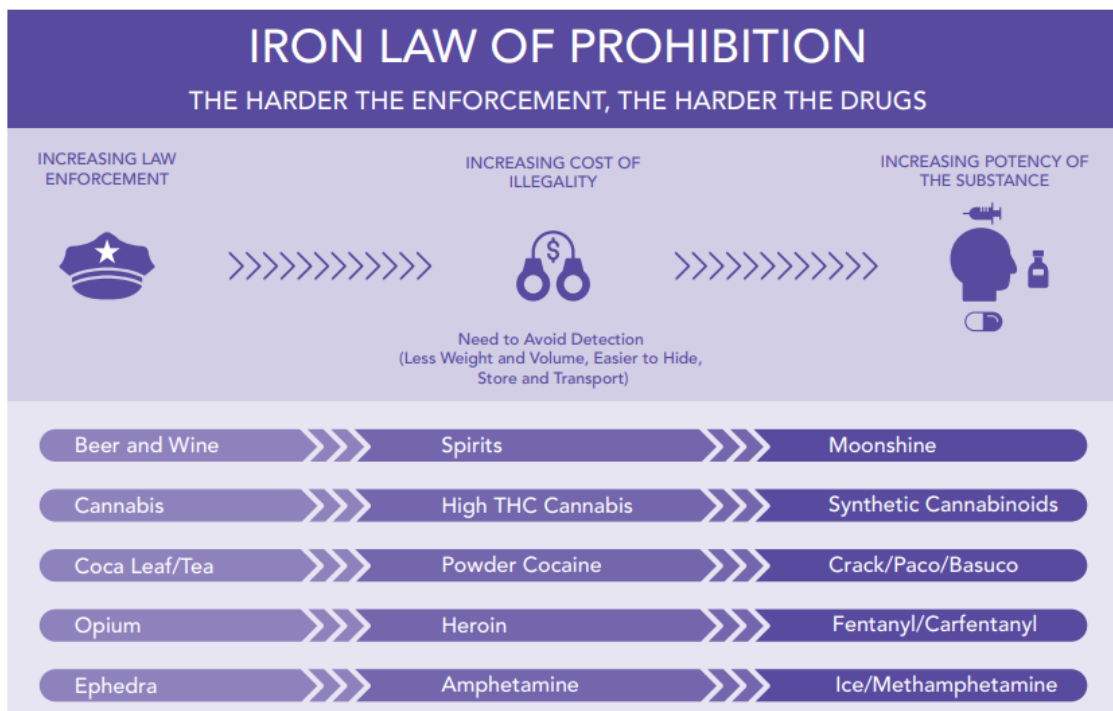 IRON LAW OF PROHIBITION
THE HARDER THE ENFORCEMENT, THE HARDER THE DRUGS
INCREASING LAW
ENFORCEMENT
INCREASING COST OF
ILLEGALITY
$
INCREASING POTENCY OF
THE SUBSTANCE
Need to Avoid Detection
(Less Weight and Volume, Easier to Hide,
Store and Transport)
Beer and Wine
Spirits
Moonshine
Cannabis
High THC Cannabis
Synthetic Cannabinoids
Coca Leaf/Tea
Powder Cocaine
Crack/Paco/Basuco
Opium
Heroin
Fentanyl/Carfentanyl
Ephedra
Amphetamine
Ice/Methamphetamine